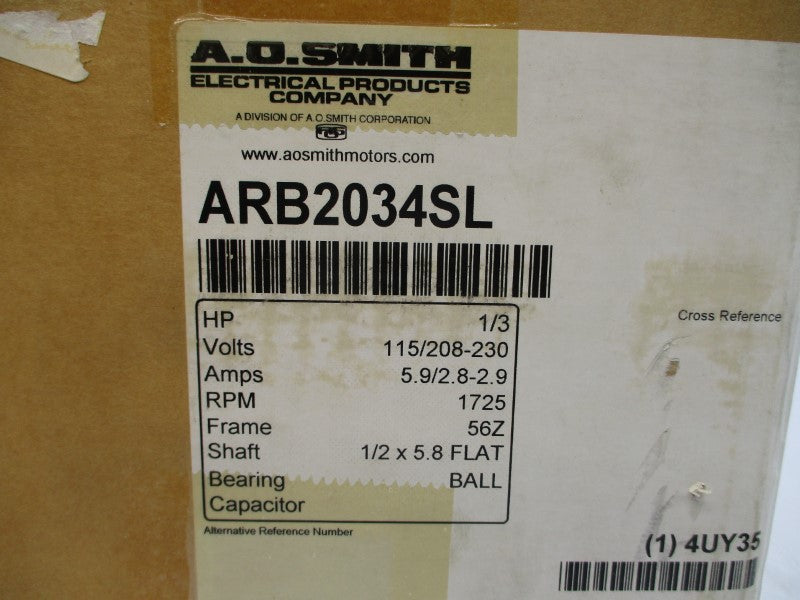 A.O.SMITH
ELECTRICAL PRODUCTS
COMPANY
A DIVISION OF A.O.SMITH CORPORATION
www.aosmithmotors.com
ARB2034SL
HP 1/3
Volts 115/208-230
Amps 5.9/2.8-2.9
RPM 1725
Frame 56Z
Shaft 1/2 x 5.8 FLAT
Bearing BALL
Capacitor
Cross Reference
Alternative Reference Number
(1) 4UY35